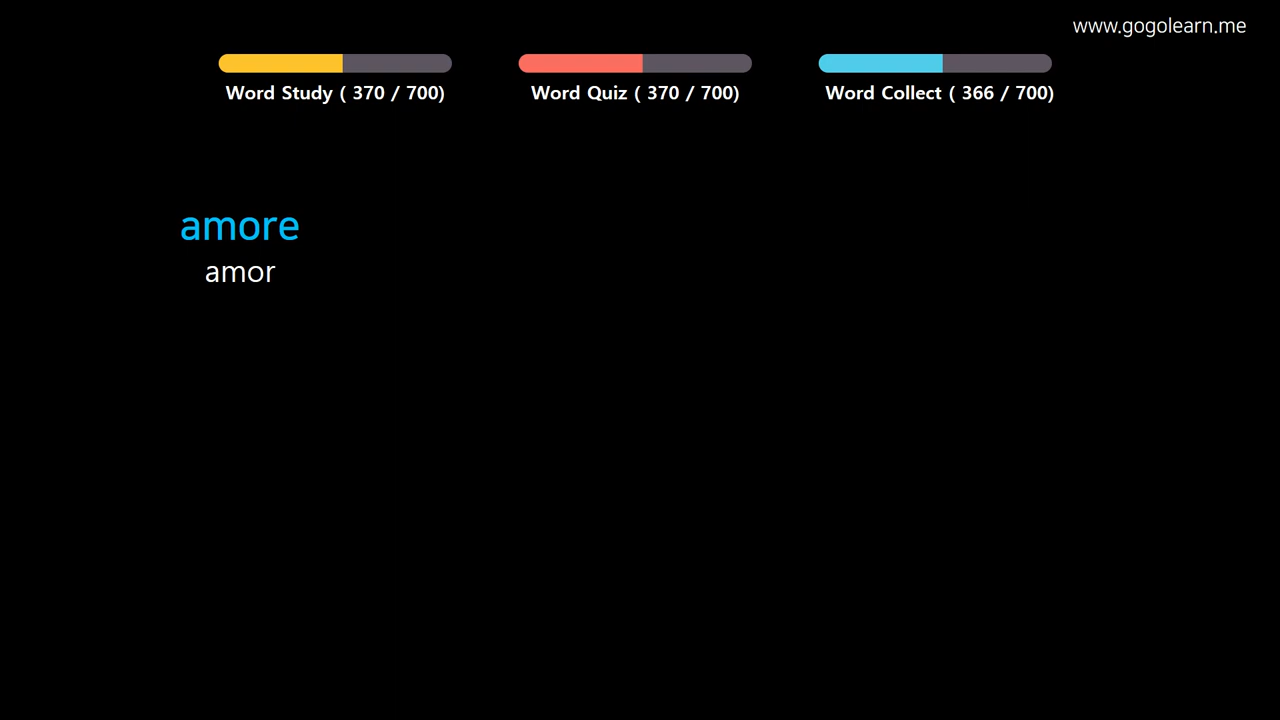 www.gogolearn.me
Word Study ( 370 / 700)
Word Quiz ( 370 / 700)
Word Collect ( 366 / 700)
amore
amor